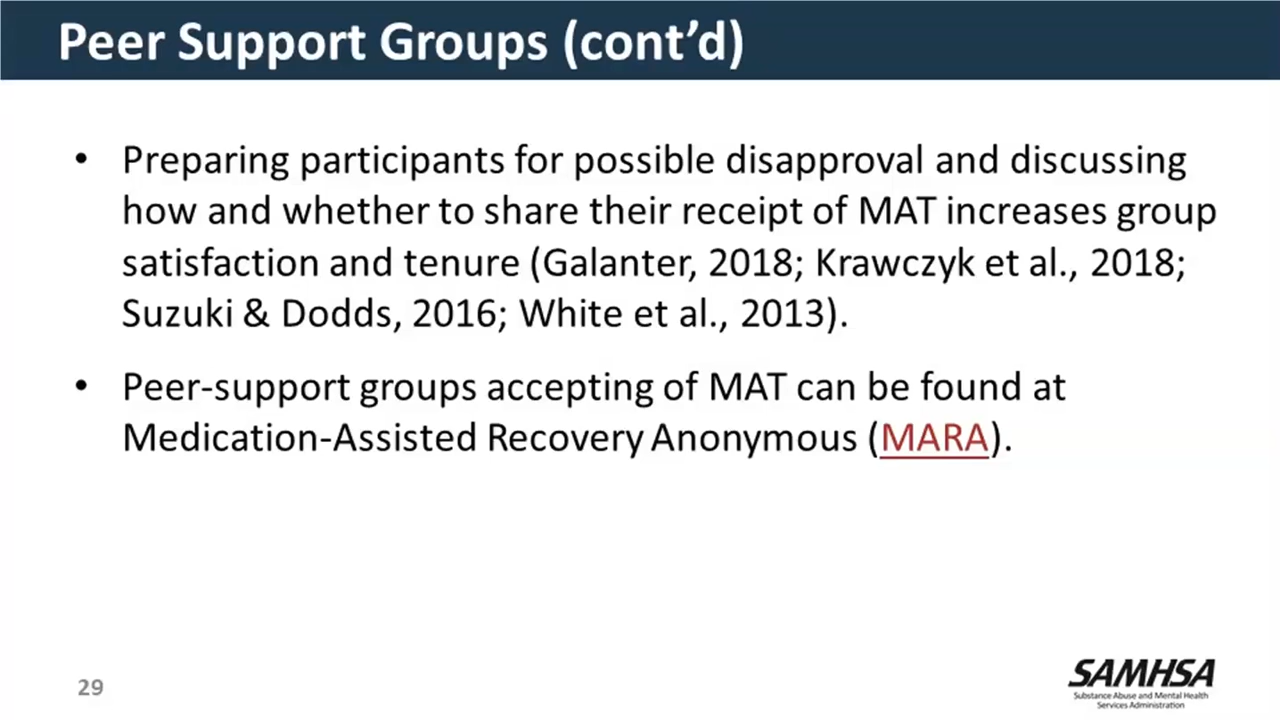 Peer Support Groups (cont’d)
• Preparing participants for possible disapproval and discussing
how and whether to share their receipt of MAT increases group
satisfaction and tenure (Galanter, 2018; Krawczyk et al., 2018;
Suzuki & Dodds, 2016; White et al., 2013).
• Peer-support groups accepting of MAT can be found at
Medication-Assisted Recovery Anonymous (MARA).
29
SAMHSA
Substance Abuse and Mental Health
Services Administration